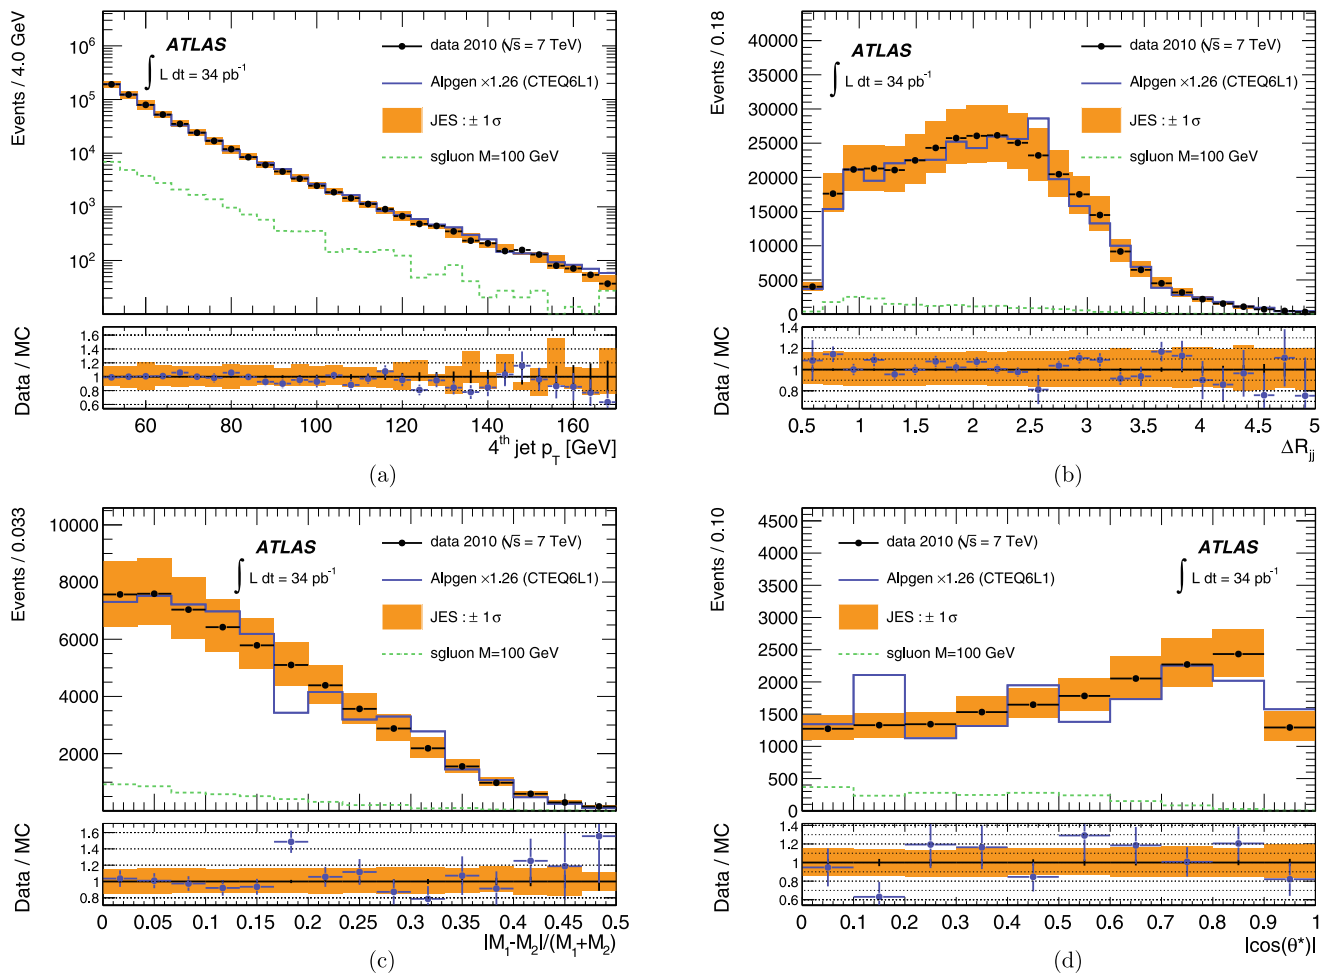 Events / 4.0 GeV
10^6
10^5
10^4
10^3
10^2
ATLAS
∫ L dt = 34 pb^-1
data 2010 (√s = 7 TeV)
Alpgen ×1.26 (CTEQ6L1)
JES : ± 1σ
sgluon M=100 GeV
Data / MC
1.6
1.4
1.2
1
0.8
0.6
60 80 100 120 140 160
4^th jet p_T [GeV]
(a)
Events / 0.18
40000
35000
30000
25000
20000
15000
10000
5000
0
ATLAS
∫ L dt = 34 pb^-1
data 2010 (√s = 7 TeV)
Alpgen ×1.26 (CTEQ6L1)
JES : ± 1σ
sgluon M=100 GeV
Data / MC
1.4
1.2
1
0.8
0.5 1 1.5 2 2.5 3 3.5 4 4.5 5
ΔR_jj
(b)
Events / 0.033
10000
8000
6000
4000
2000
ATLAS
∫ L dt = 34 pb^-1
data 2010 (√s = 7 TeV)
Alpgen ×1.26 (CTEQ6L1)
JES : ± 1σ
sgluon M=100 GeV
Data / MC
1.6
1.4
1.2
1
0.8
0 0.05 0.1 0.15 0.2 0.25 0.3 0.35 0.4 0.45 0.5
|M_1-M_2|/(M_1+M_2)
(c)
Events / 0.10
4500
4000
3500
3000
2500
2000
1500
1000
500
0
data 2010 (√s = 7 TeV)
Alpgen ×1.26 (CTEQ6L1)
JES : ± 1σ
sgluon M=100 GeV
ATLAS
∫ L dt = 34 pb^-1
Data / MC
1.4
1.2
1
0.8
0.6
0 0.1 0.2 0.3 0.4 0.5 0.6 0.7 0.8 0.9 1
|cos(θ*)|
(d)